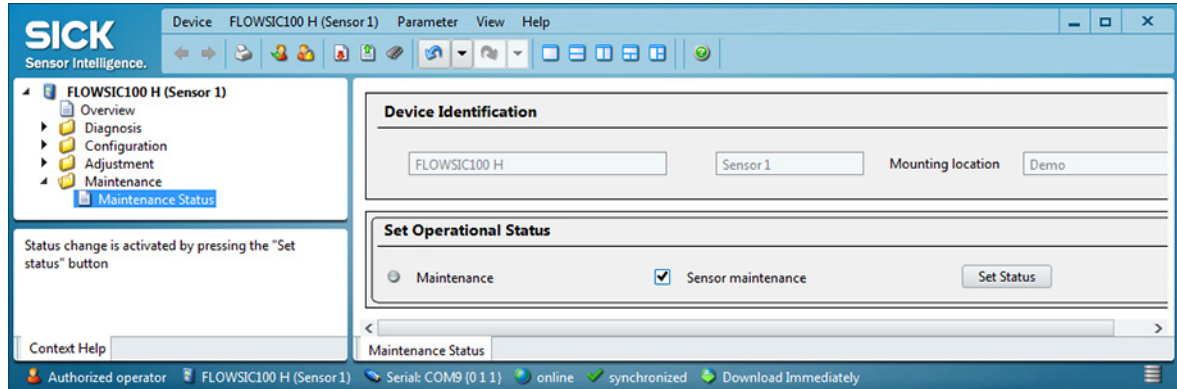 SICK
Sensor Intelligence.
Device FLOWSIC100 H (Sensor 1) Parameter View Help
FLOWSIC100 H (Sensor 1)
Overview
Diagnosis
Configuration
Adjustment
Maintenance
Maintenance Status
Status change is activated by pressing the "Set
status" button
Context Help
Device Identification
FLOWSIC100 H Sensor 1 Mounting location Demo
Set Operational Status
Maintenance Sensor maintenance Set Status
Maintenance Status
Authorized operator FLOWSIC100 H (Sensor 1) Serial: COM9 {0 1 1} online synchronized Download Immediately